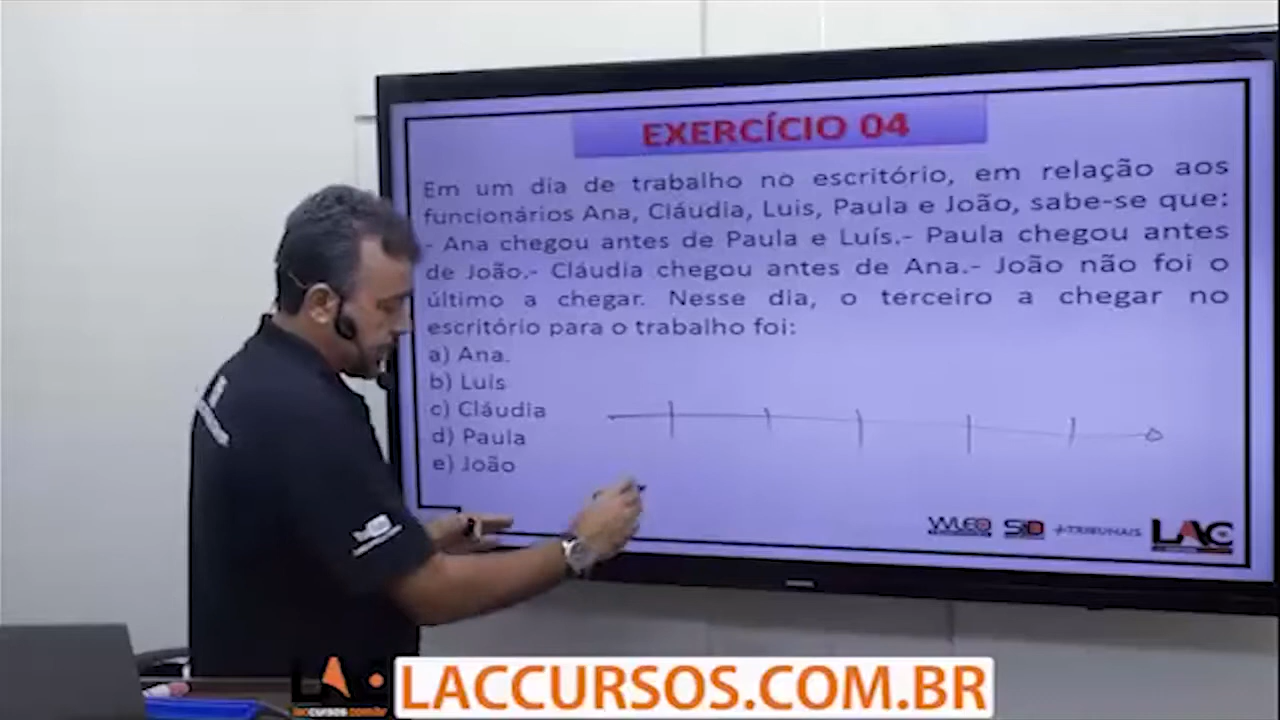 EXERCÍCIO 04
Em um dia de trabalho no escritório, em relação aos
funcionários Ana, Cláudia, Luis, Paula e João, sabe-se que:
- Ana chegou antes de Paula e Luís.- Paula chegou antes
de João.- Cláudia chegou antes de Ana.- João não foi o
último a chegar. Nesse dia, o terceiro a chegar no
escritório para o trabalho foi:
a) Ana.
b) Luis
c) Cláudia
d) Paula
e) João
+TRIBUNAIS LAC
LAC
LACCURSOS.COM.BR